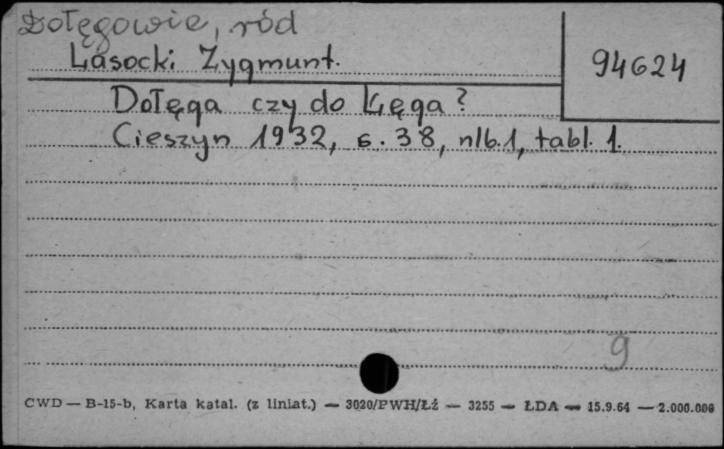 Dołęgowie, ród
Lasocki Zygmunt.
94624
Dołęga czy do Łęga?
Cieszyn 1932, s. 38, nlb.1, tabl. 1.
9
CWD — B-15-b, Karta katal. (z liniat.) — 3020/PWH/Łź — 3255 — ŁDA — 15.9.64 — 2.000.000